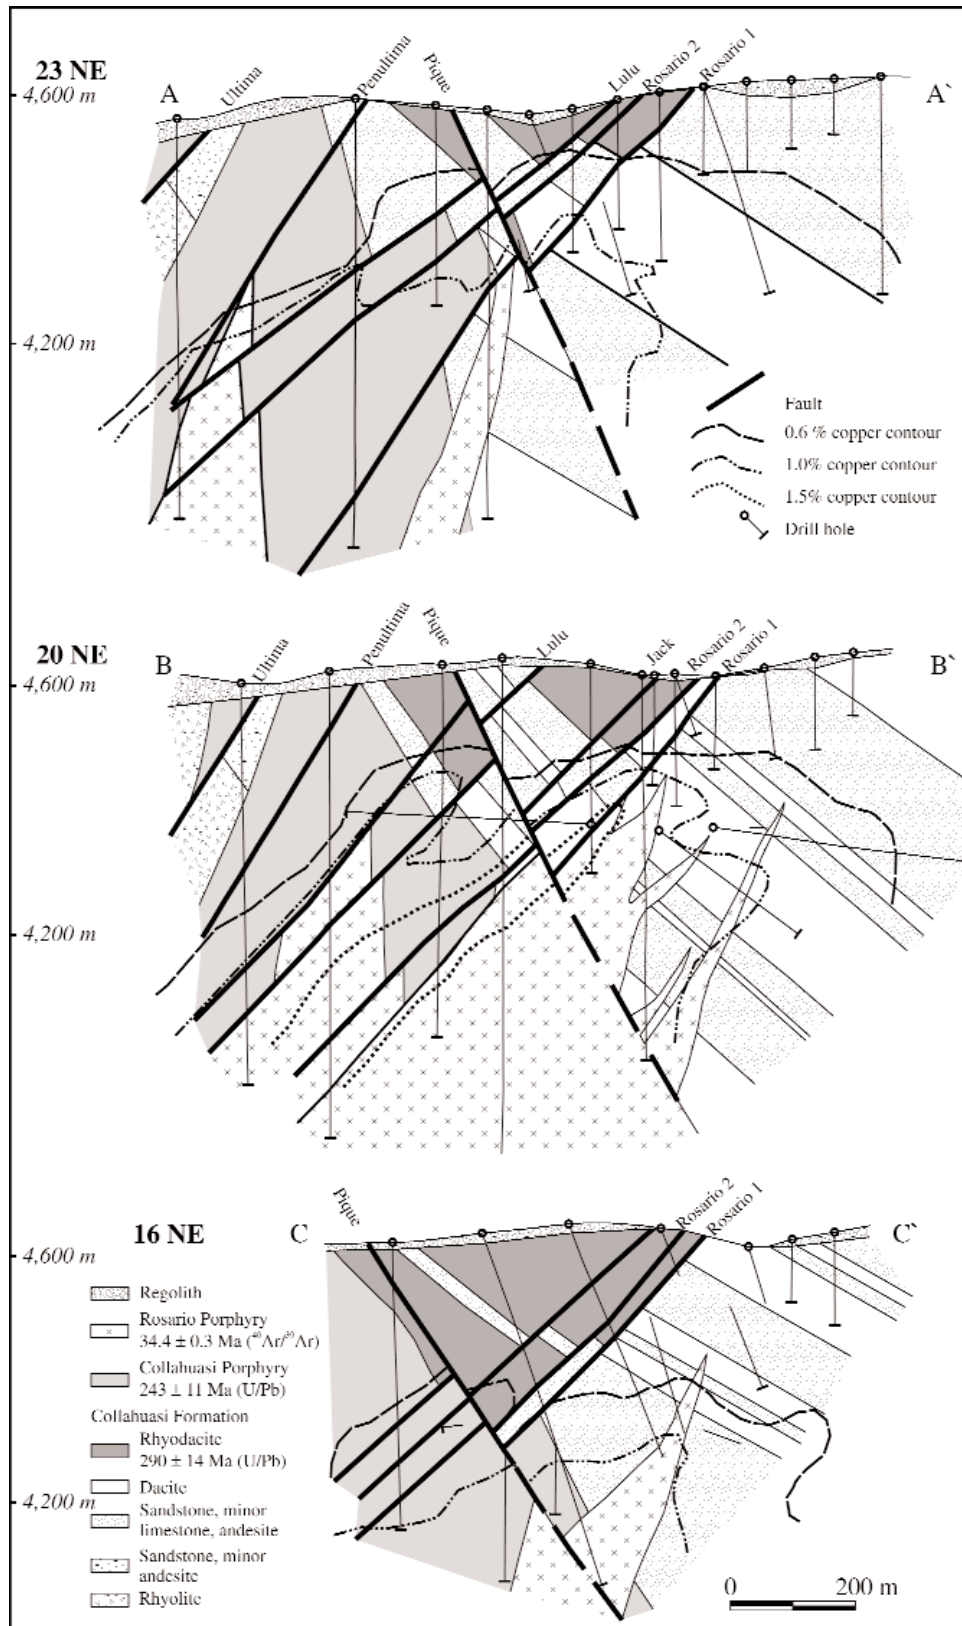 23 NE
4,600 m
A
Ultima
Penultima
Pique
Lulu
Rosario 2
Rosario 1
A`
4,200 m
Fault
0.6 % copper contour
1.0% copper contour
1.5% copper contour
Drill hole
20 NE
4,600 m
B
Ultima
Penultima
Pique
Lulu
Jack
Rosario 2
Rosario 1
B`
4,200 m
16 NE
4,600 m
C
Pique
Rosario 2
Rosario 1
C`
Regolith
Rosario Porphyry
34.4 ± 0.3 Ma (⁴⁰Ar/³⁹Ar)
Collahuasi Porphyry
243 ± 11 Ma (U/Pb)
Collahuasi Formation
Rhyodacite
290 ± 14 Ma (U/Pb)
Dacite
4,200 m
Sandstone, minor
limestone, andesite
Sandstone, minor
andesite
Rhyolite
0 200 m